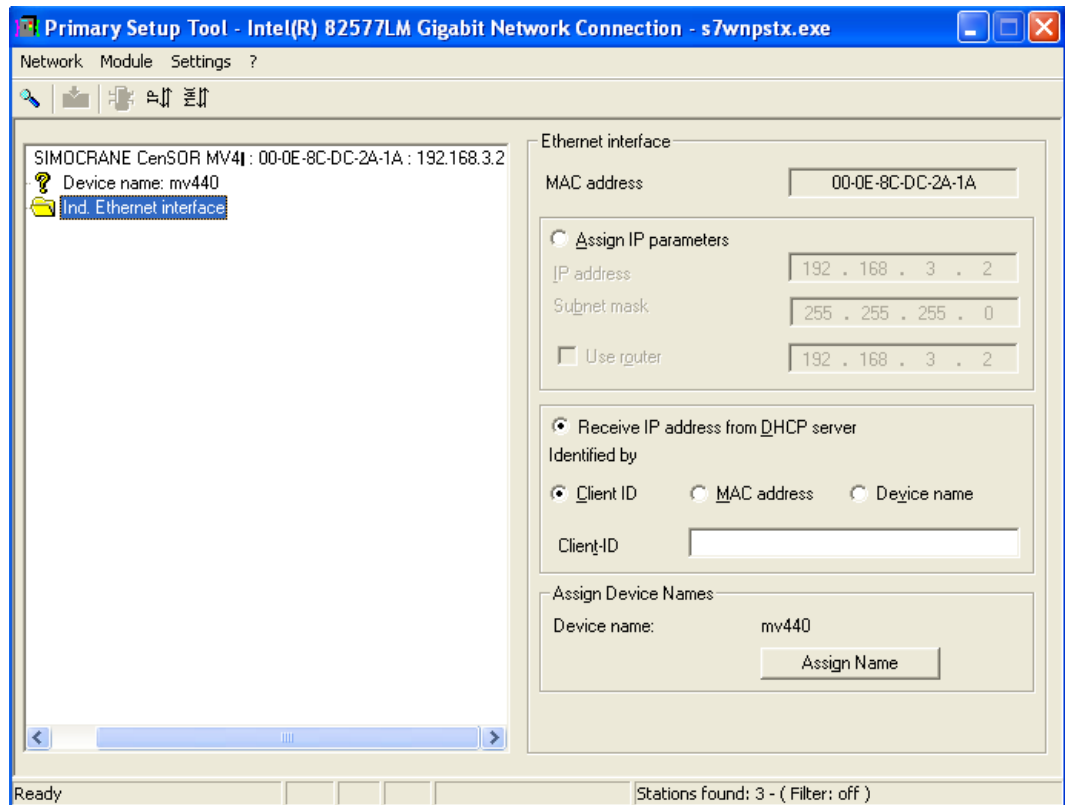 Primary Setup Tool - Intel(R) 82577LM Gigabit Network Connection - s7wnpstx.exe
Network Module Settings ?
SIMOCRANE CenSOR MV4 : 00-0E-8C-DC-2A-1A : 192.168.3.2
Device name: mv440
Ind. Ethernet interface
Ethernet interface
MAC address 00-0E-8C-DC-2A-1A
Assign IP parameters
IP address 192 . 168 . 3 . 2
Subnet mask 255 . 255 . 255 . 0
Use router 192 . 168 . 3 . 2
Receive IP address from DHCP server
Identified by
Client ID MAC address Device name
Client-ID
Assign Device Names
Device name: mv440
Assign Name
Ready Stations found: 3 - ( Filter: off )